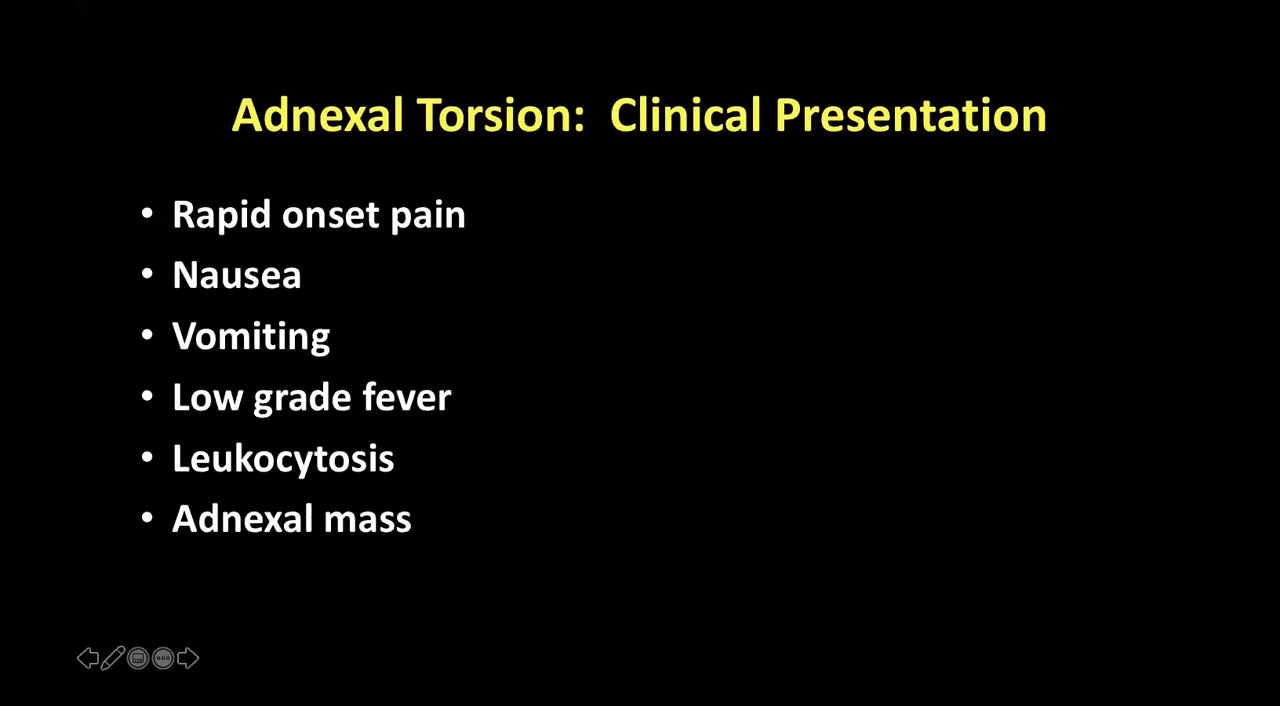 Adnexal Torsion:  Clinical Presentation
• Rapid onset pain
• Nausea
• Vomiting
• Low grade fever
• Leukocytosis
• Adnexal mass